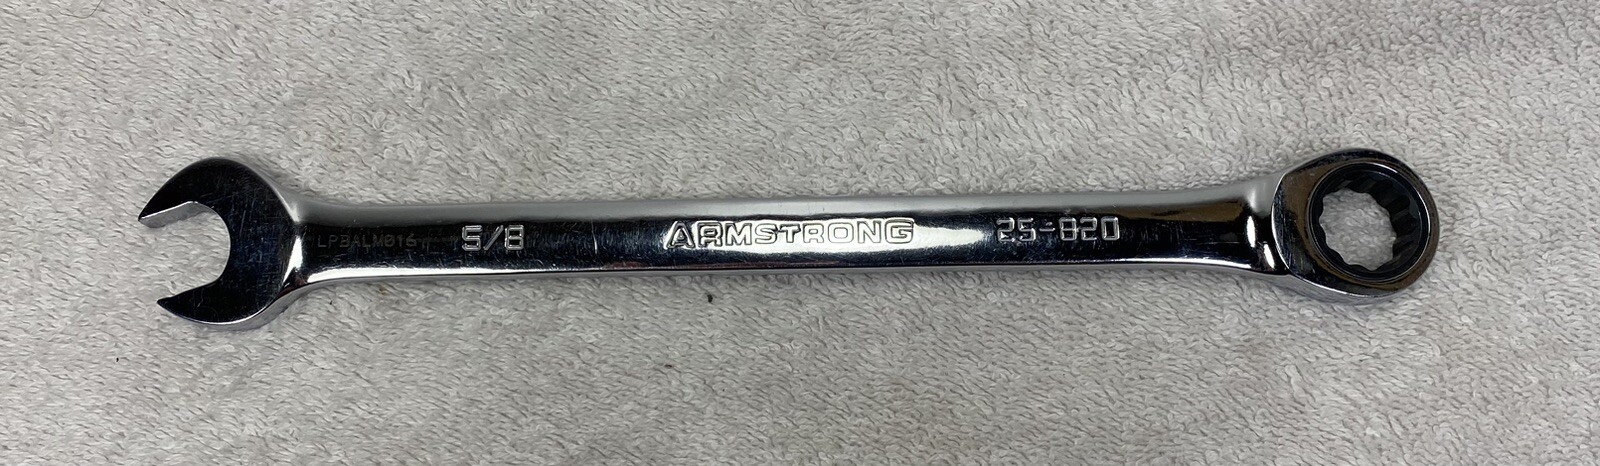 LPBALM016 5/8 ARMSTRONG 25-820